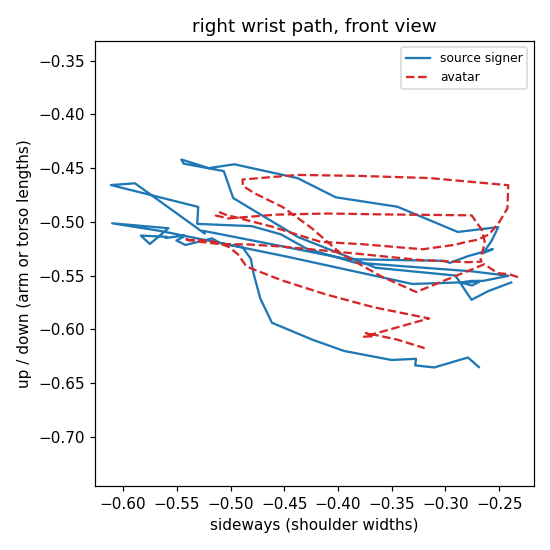 right wrist path, front view
source signer
avatar
up / down (arm or torso lengths)
−0.35
−0.40
−0.45
−0.50
−0.55
−0.60
−0.65
−0.70
−0.60 −0.55 −0.50 −0.45 −0.40 −0.35 −0.30 −0.25
sideways (shoulder widths)